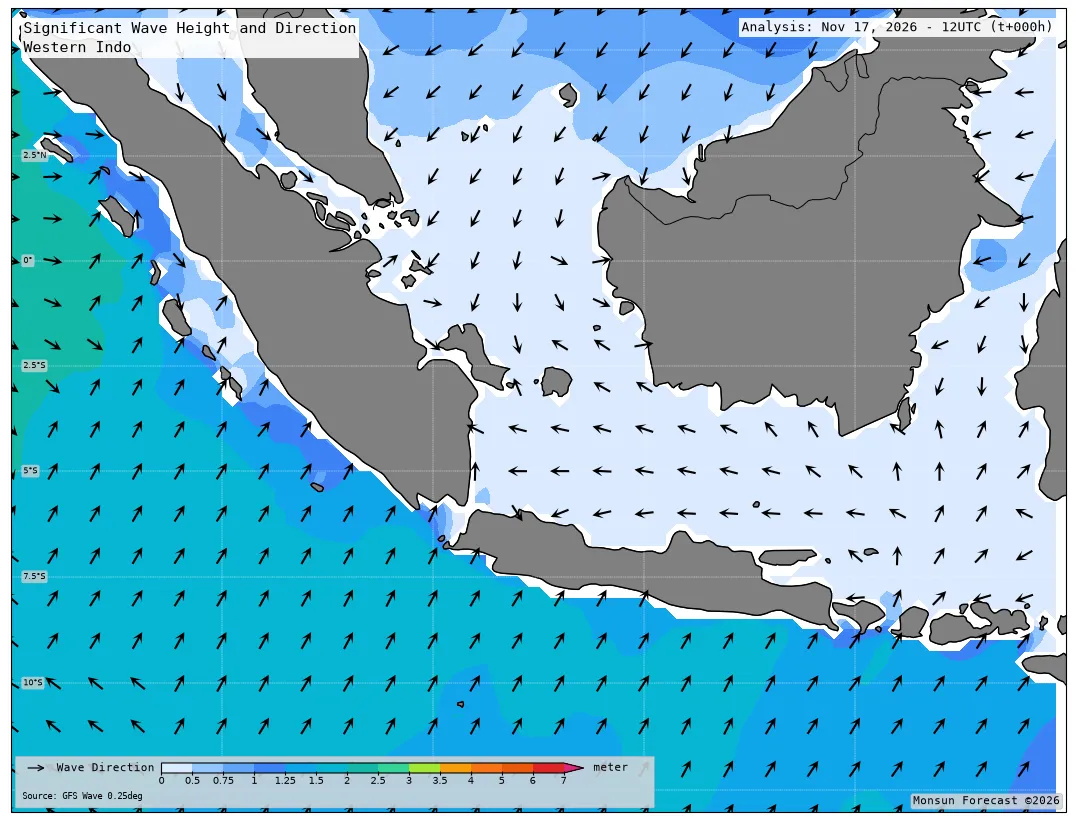 Significant Wave Height and Direction
Western Indo
Analysis: Nov 17, 2026 - 12UTC (t+000h)
2.5°N
0°
2.5°S
5°S
7.5°S
10°S
Wave Direction
meter
0 0.5 0.75 1 1.25 1.5 2 2.5 3 3.5 4 5 6 7
Source: GFS Wave 0.25deg
Monsun Forecast ©2026